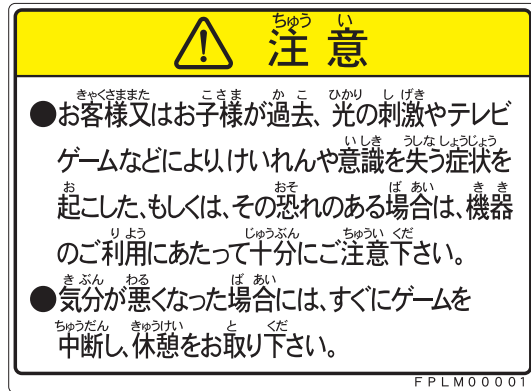 注意
●お客様又はお子様が過去、光の刺激やテレビ
ゲームなどにより、けいれんや意識を失う症状を
起こした、もしくは、その恐れのある場合は、機器
のご利用にあたって十分にご注意下さい。
●気分が悪くなった場合には、すぐにゲームを
中断し、休憩をお取り下さい。
FPLM00001